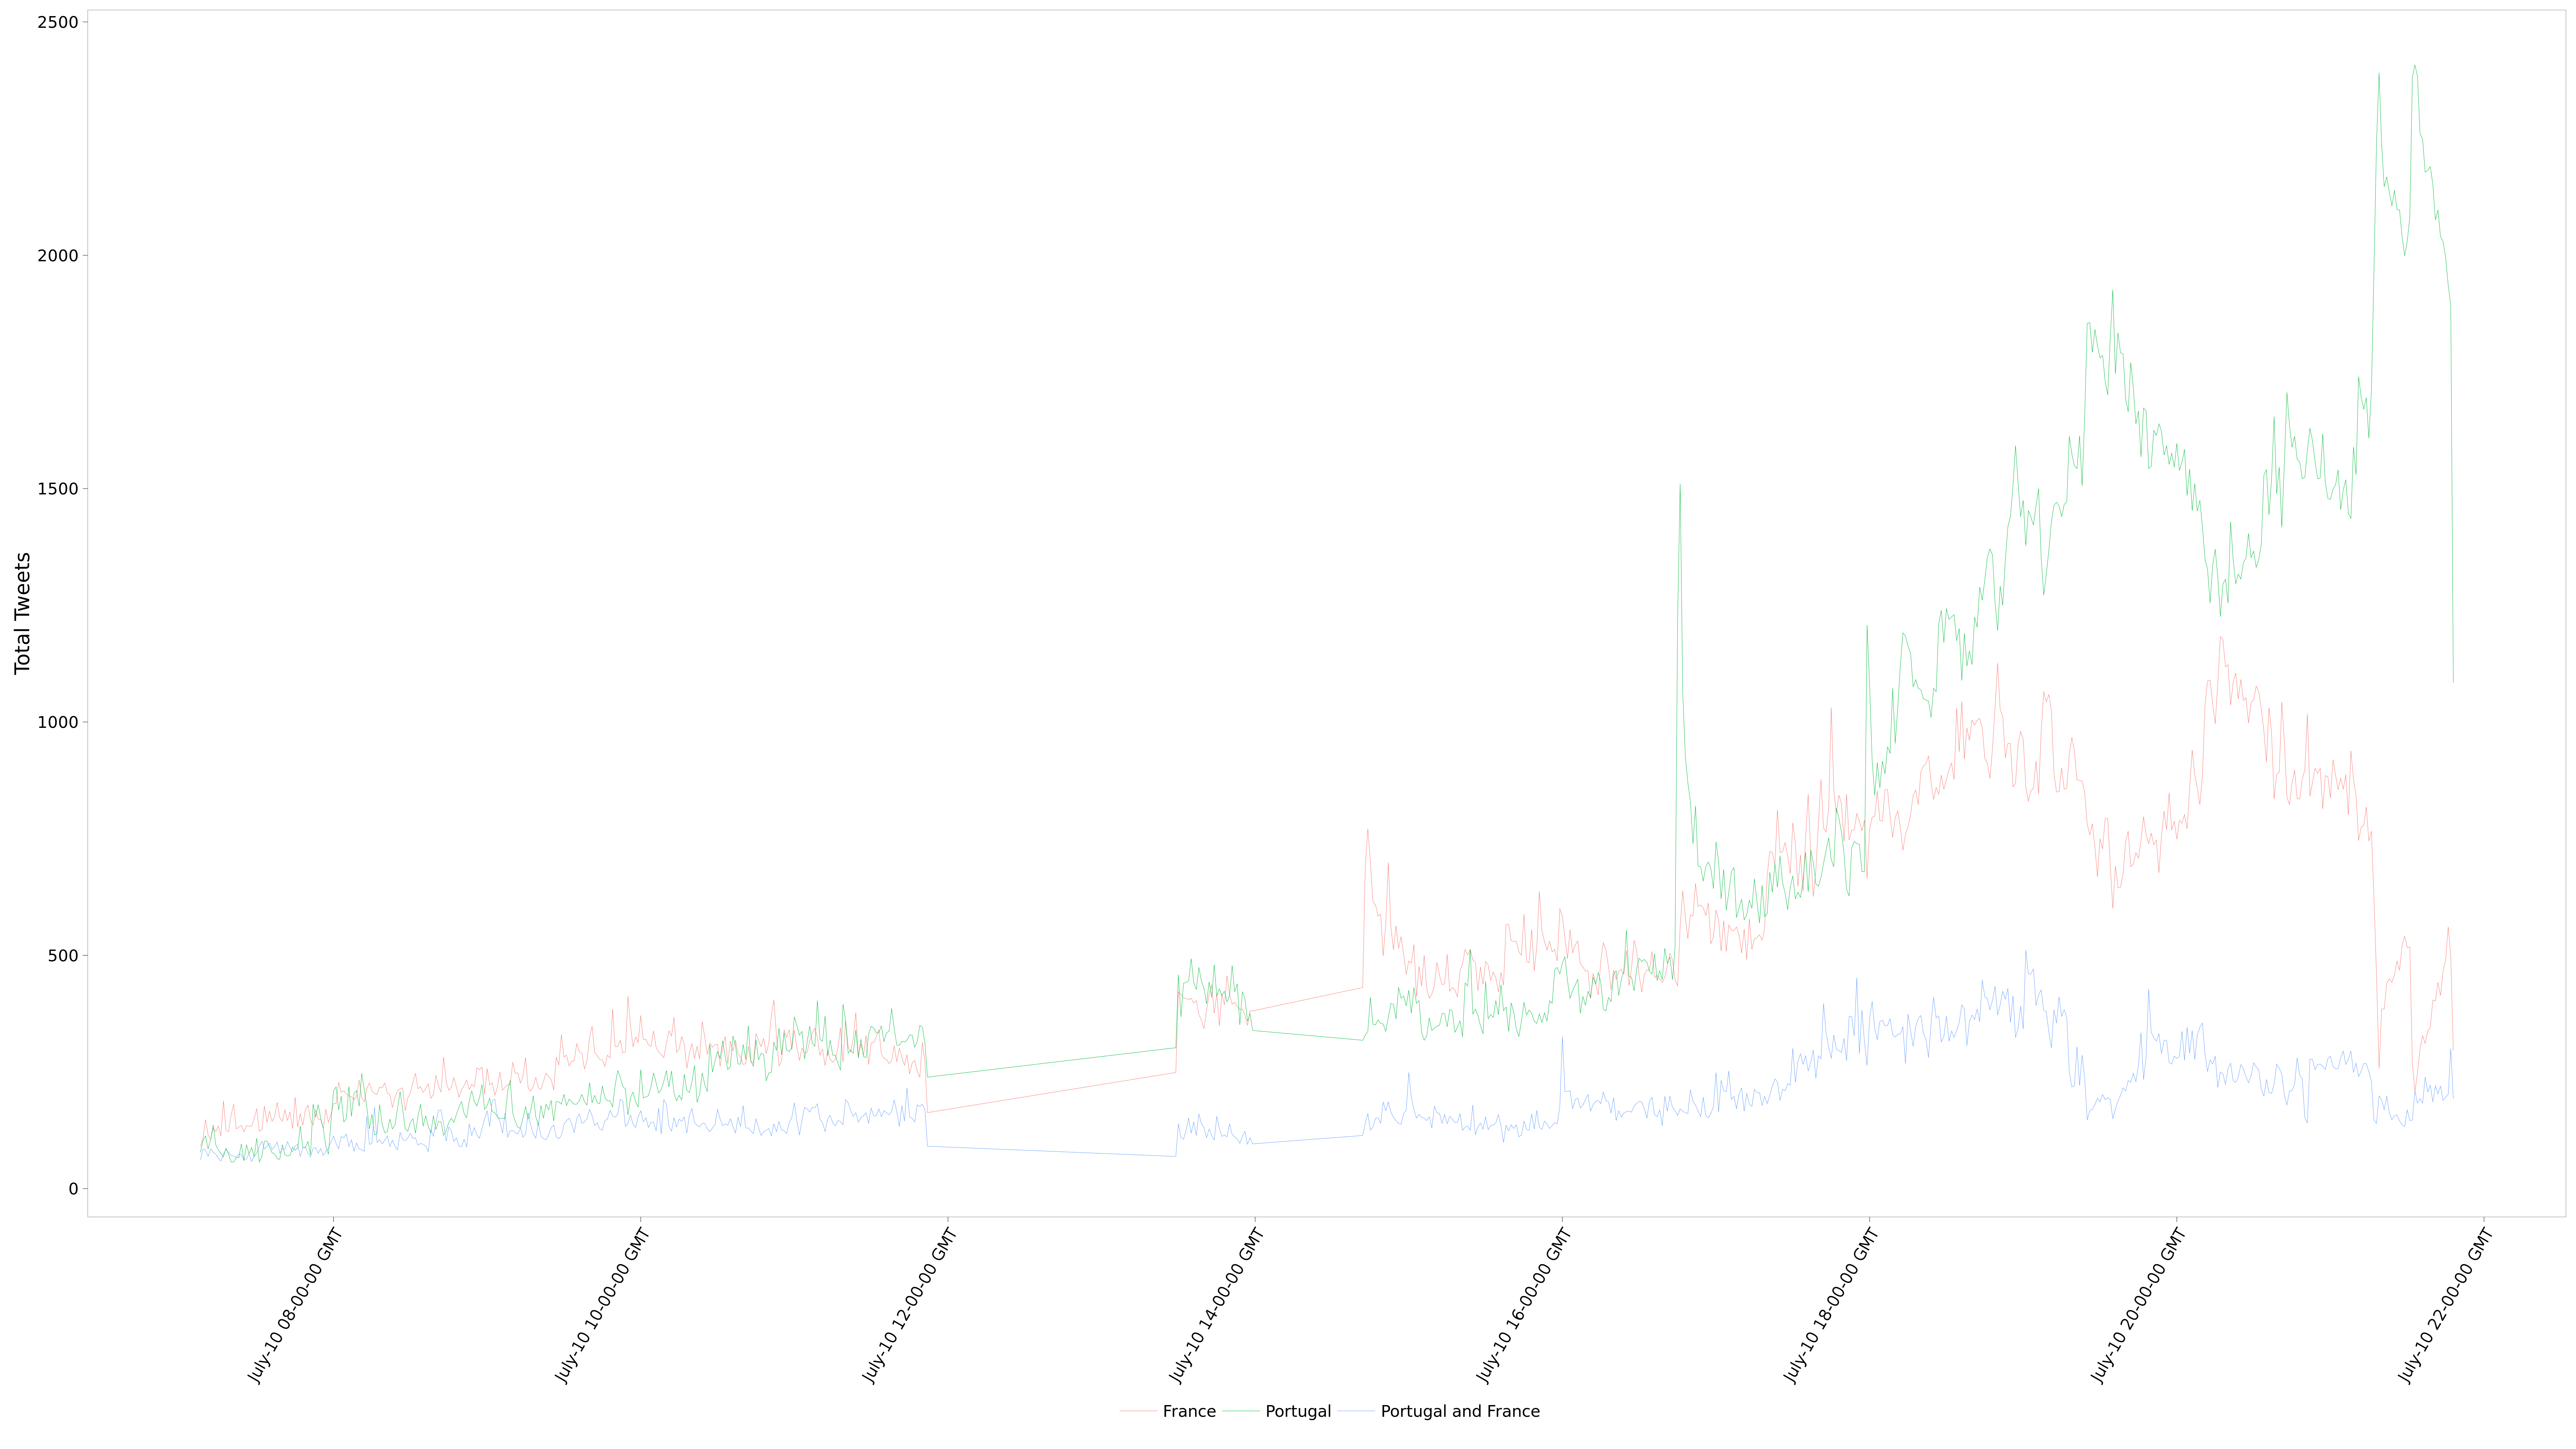 2500
2000
1500
1000
500
0
Total Tweets
July-10 08-00-00 GMT
July-10 10-00-00 GMT
July-10 12-00-00 GMT
July-10 14-00-00 GMT
July-10 16-00-00 GMT
July-10 18-00-00 GMT
July-10 20-00-00 GMT
July-10 22-00-00 GMT
France Portugal Portugal and France